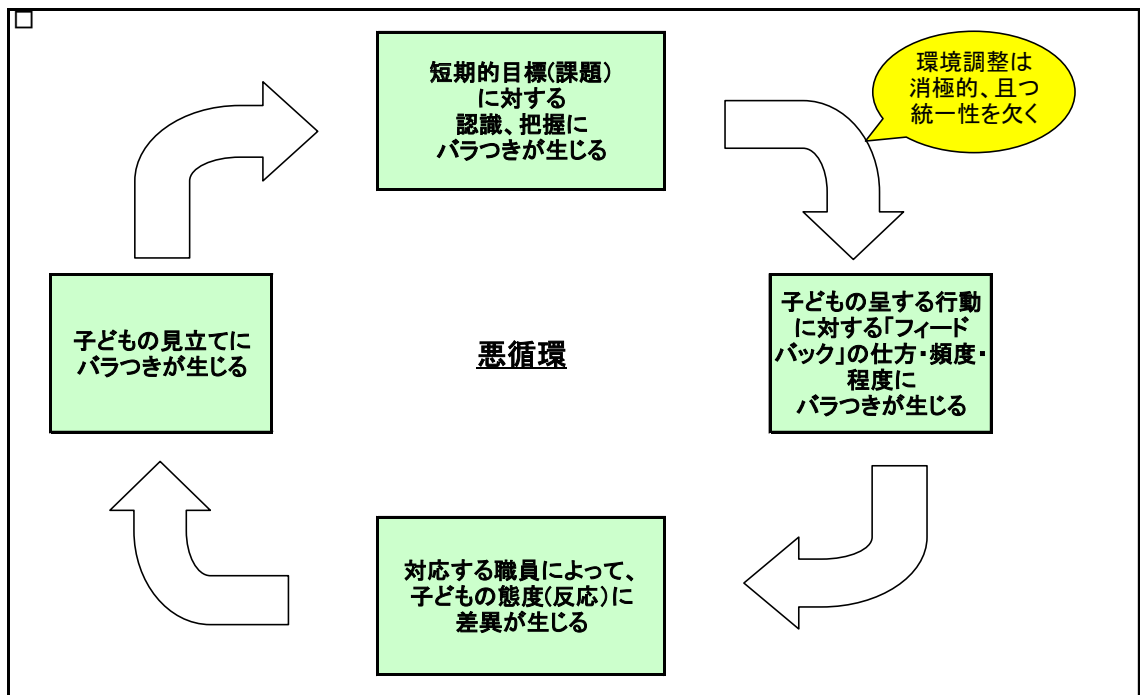 短期的目標(課題)
に対する
認識、把握に
バラつきが生じる
環境調整は
消極的、且つ
統一性を欠く
子どもの見立てに
バラつきが生じる
悪循環
子どもの呈する行動
に対する「フィード
バック」の仕方・頻度・
程度に
バラつきが生じる
対応する職員によって、
子どもの態度(反応)に
差異が生じる